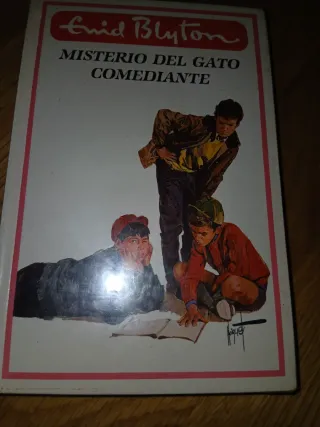 Enid Blyton
MISTERIO DEL GATO
COMEDIANTE